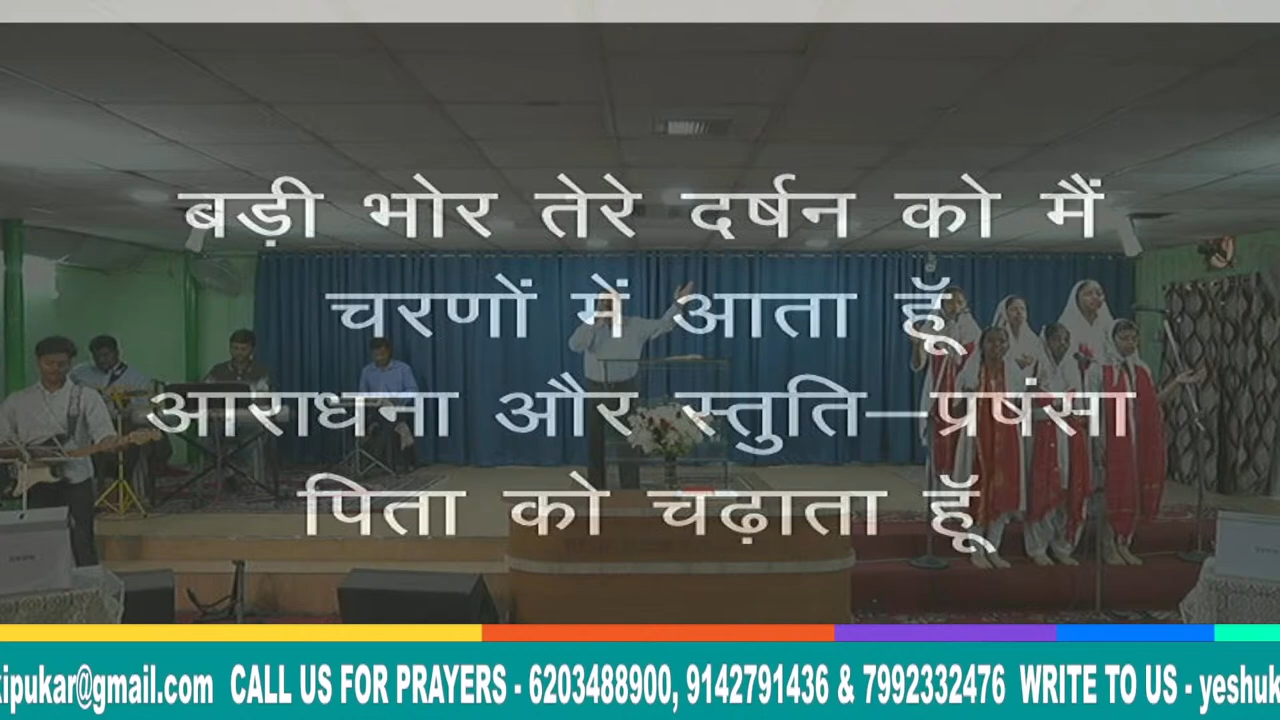 बड़ी भोर तेरे दर्षन को मैं
चरणों में आता हूॅं
आराधना और स्तुति–प्रषंसा
पिता को चढ़ाता हूॅं
kipukar@gmail.com CALL US FOR PRAYERS - 6203488900, 9142791436 & 7992332476 WRITE TO US - yeshuk